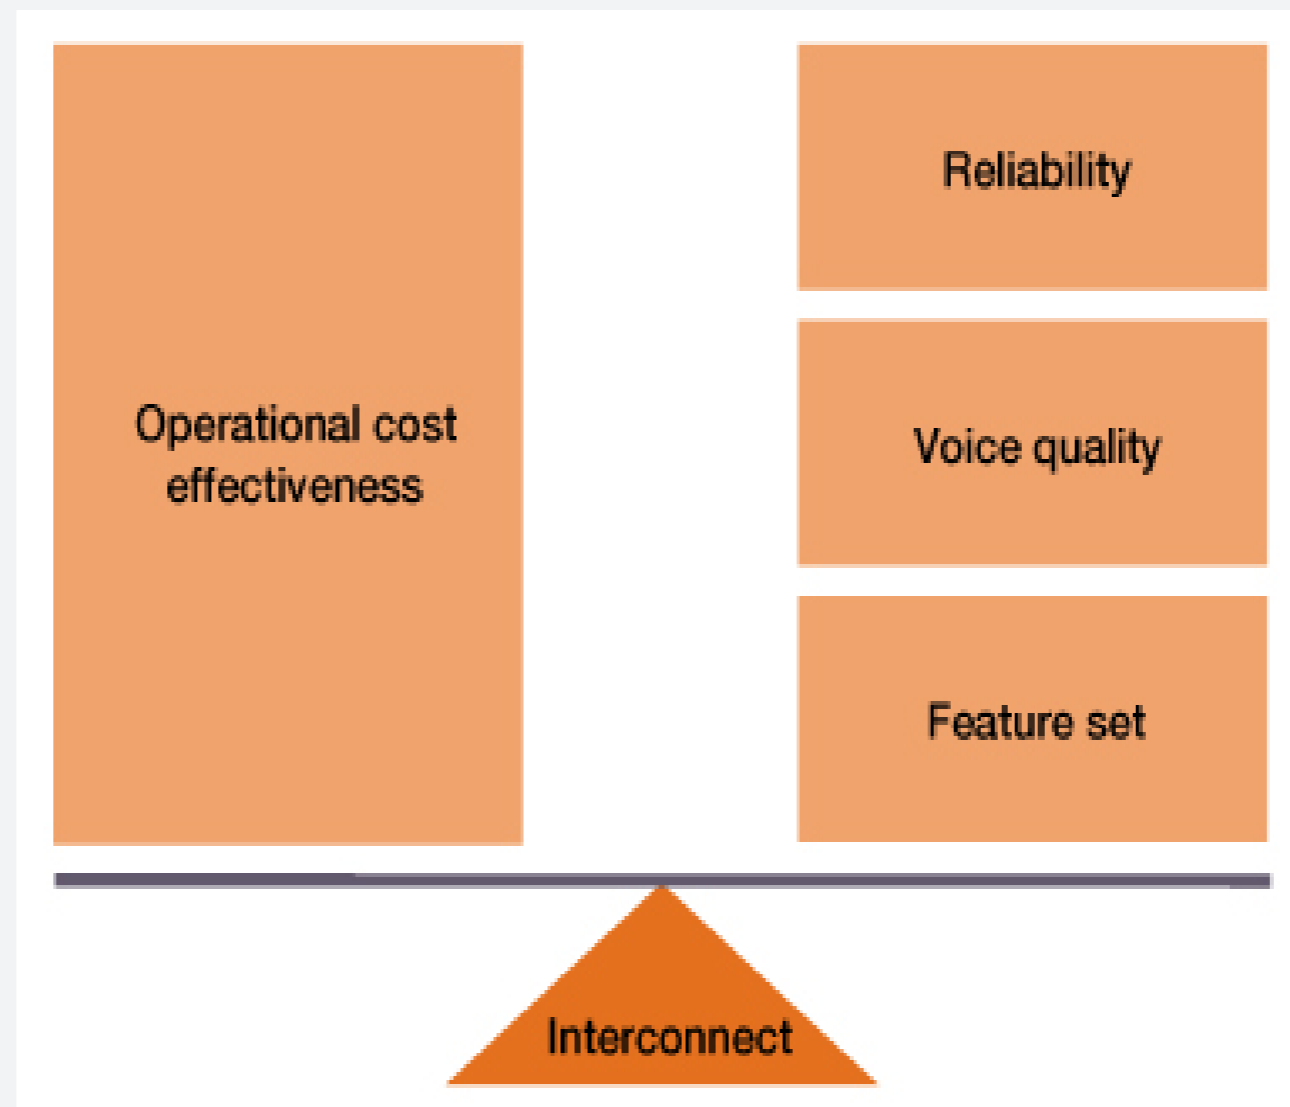 Operational cost
effectiveness
Reliability
Voice quality
Feature set
Interconnect